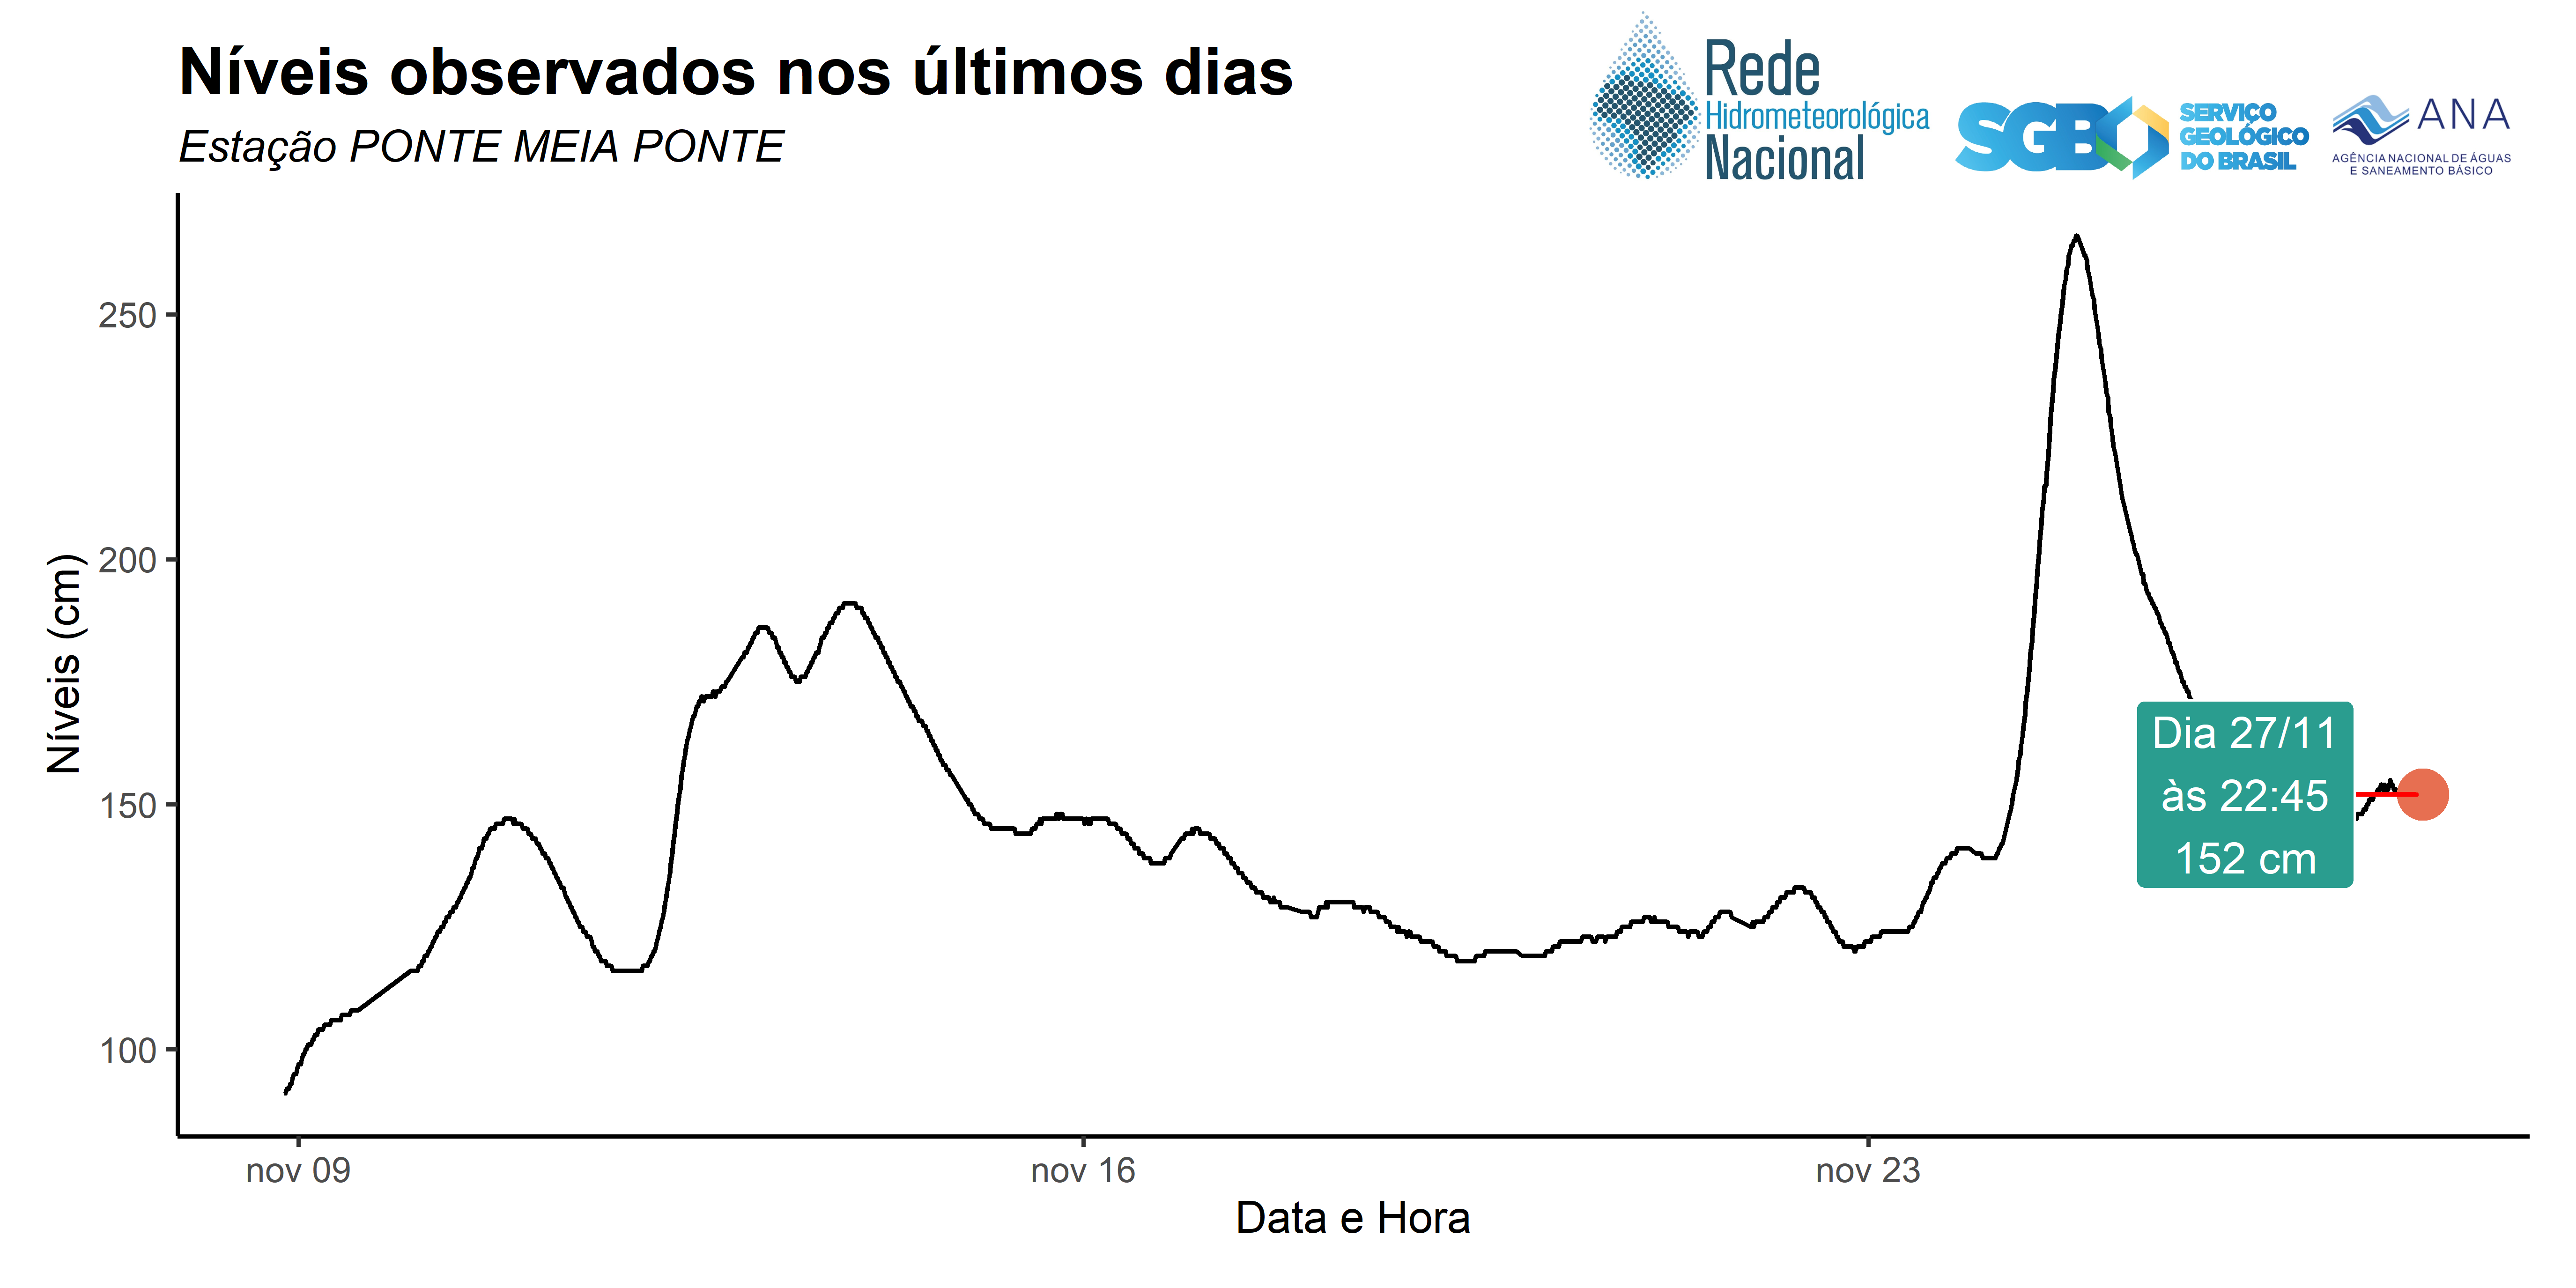 Níveis observados nos últimos dias
Estação PONTE MEIA PONTE
Rede
Hidrometeorológica
Nacional
SGB
SERVIÇO
GEOLÓGICO
DO BRASIL
ANA
AGÊNCIA NACIONAL DE ÁGUAS
E SANEAMENTO BÁSICO
Níveis (cm)
250
200
150
100
Dia 27/11
às 22:45
152 cm
nov 09
nov 16
nov 23
Data e Hora